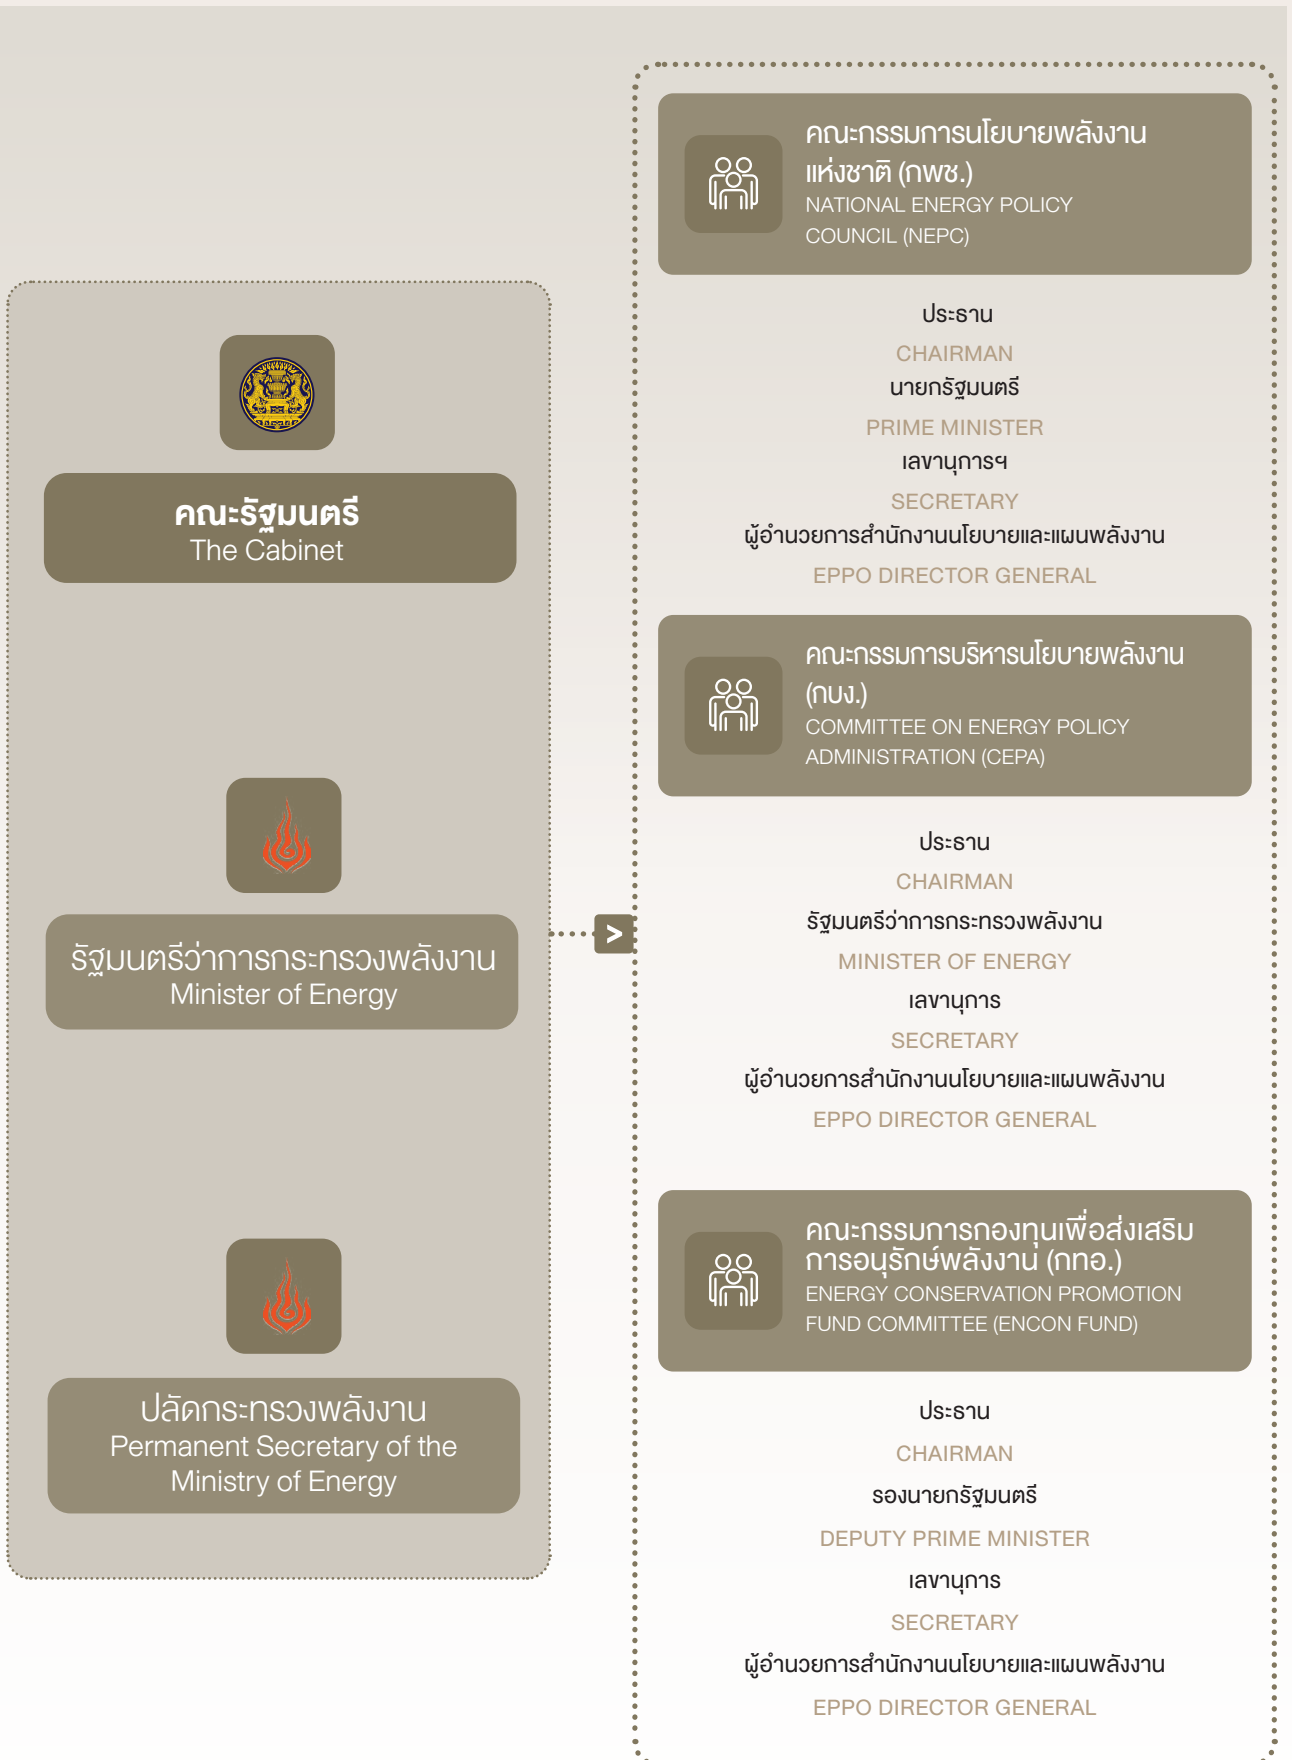 คณะรัฐมนตรี
The Cabinet
รัฐมนตรีว่าการกระทรวงพลังงาน
Minister of Energy
ปลัดกระทรวงพลังงาน
Permanent Secretary of the
Ministry of Energy
>
คณะกรรมการนโยบายพลังงาน
แห่งชาติ (กพช.)
NATIONAL ENERGY POLICY
COUNCIL (NEPC)
ประธาน
CHAIRMAN
นายกรัฐมนตรี
PRIME MINISTER
เลขานุการฯ
SECRETARY
ผู้อำนวยการสำนักงานนโยบายและแผนพลังงาน
EPPO DIRECTOR GENERAL
คณะกรรมการบริหารนโยบายพลังงาน
(กบง.)
COMMITTEE ON ENERGY POLICY
ADMINISTRATION (CEPA)
ประธาน
CHAIRMAN
รัฐมนตรีว่าการกระทรวงพลังงาน
MINISTER OF ENERGY
เลขานุการ
SECRETARY
ผู้อำนวยการสำนักงานนโยบายและแผนพลังงาน
EPPO DIRECTOR GENERAL
คณะกรรมการกองทุนเพื่อส่งเสริม
การอนุรักษ์พลังงาน (กทอ.)
ENERGY CONSERVATION PROMOTION
FUND COMMITTEE (ENCON FUND)
ประธาน
CHAIRMAN
รองนายกรัฐมนตรี
DEPUTY PRIME MINISTER
เลขานุการ
SECRETARY
ผู้อำนวยการสำนักงานนโยบายและแผนพลังงาน
EPPO DIRECTOR GENERAL